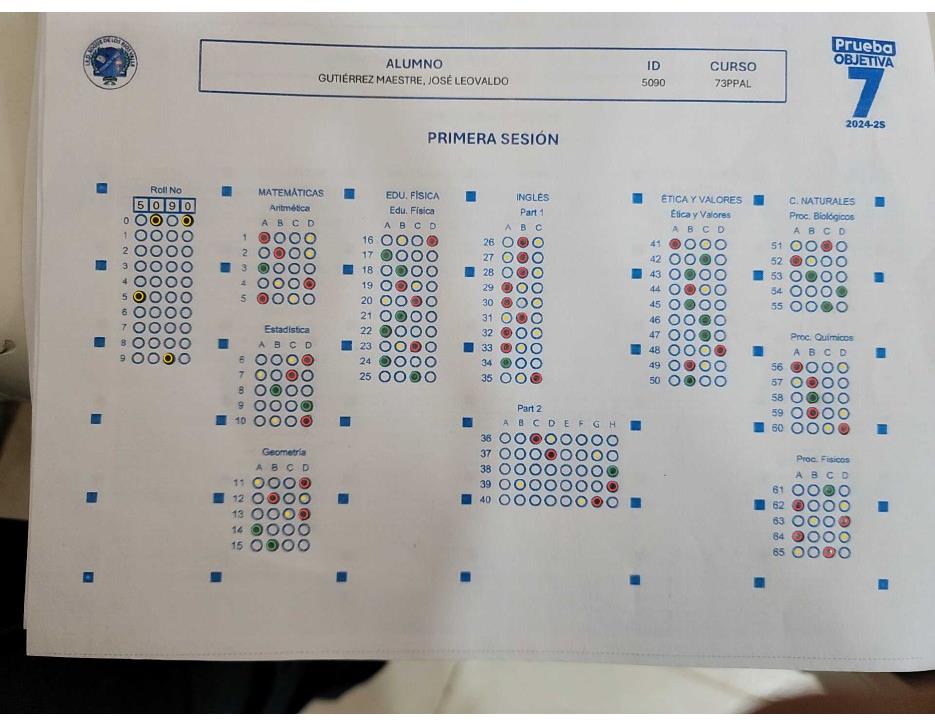 I.E.D. ROQUE DE LOS RIOS VALLE
ALUMNO ID CURSO
GUTIÉRREZ MAESTRE, JOSÉ LEOVALDO 5090 73PPAL
Prueba
OBJETIVA
7
2024-2S
PRIMERA SESIÓN
Roll No
5 0 9 0
0
1
2
3
4
5
6
7
8
9
MATEMÁTICAS
Aritmética
A B C D
1
2
3
4
5
Estadística
A B C D
6
7
8
9
10
Geometría
A B C D
11
12
13
14
15
EDU. FÍSICA
Edu. Física
A B C D
16
17
18
19
20
21
22
23
24
25
INGLÉS
Part 1
A B C
26
27
28
29
30
31
32
33
34
35
Part 2
A B C D E F G H
36
37
38
39
40
ÉTICA Y VALORES
Ética y Valores
A B C D
41
42
43
44
45
46
47
48
49
50
C. NATURALES
Proc. Biológicos
A B C D
51
52
53
54
55
Proc. Químicos
A B C D
56
57
58
59
60
Proc. Físicos
A B C D
61
62
63
64
65